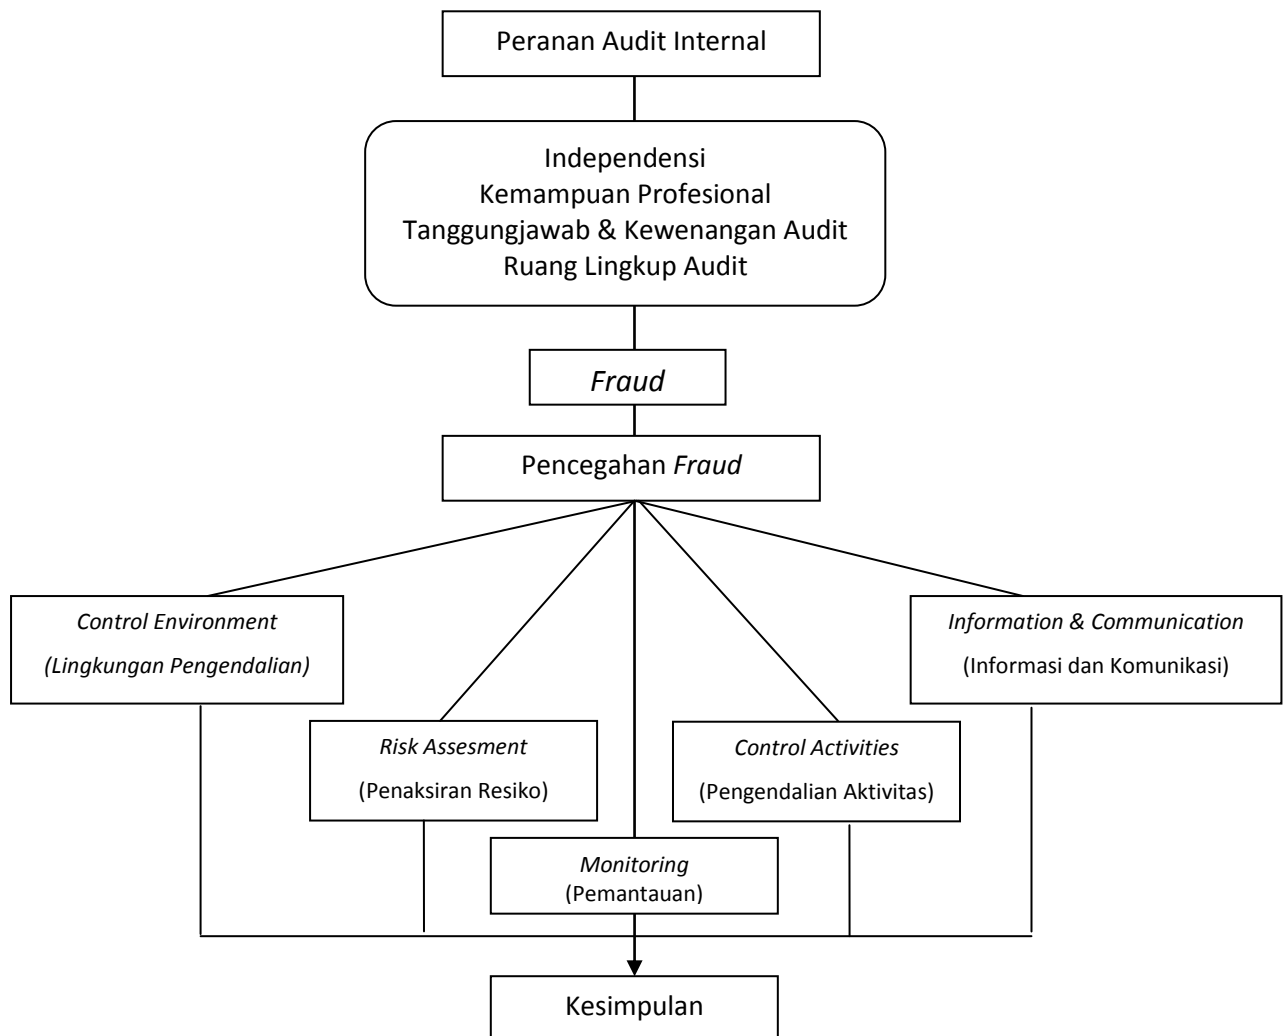 Peranan Audit Internal
Independensi
Kemampuan Profesional
Tanggungjawab & Kewenangan Audit
Ruang Lingkup Audit
Fraud
Pencegahan Fraud
Control Environment
(Lingkungan Pengendalian)
Information & Communication
(Informasi dan Komunikasi)
Risk Assesment
(Penaksiran Resiko)
Control Activities
(Pengendalian Aktivitas)
Monitoring
(Pemantauan)
Kesimpulan